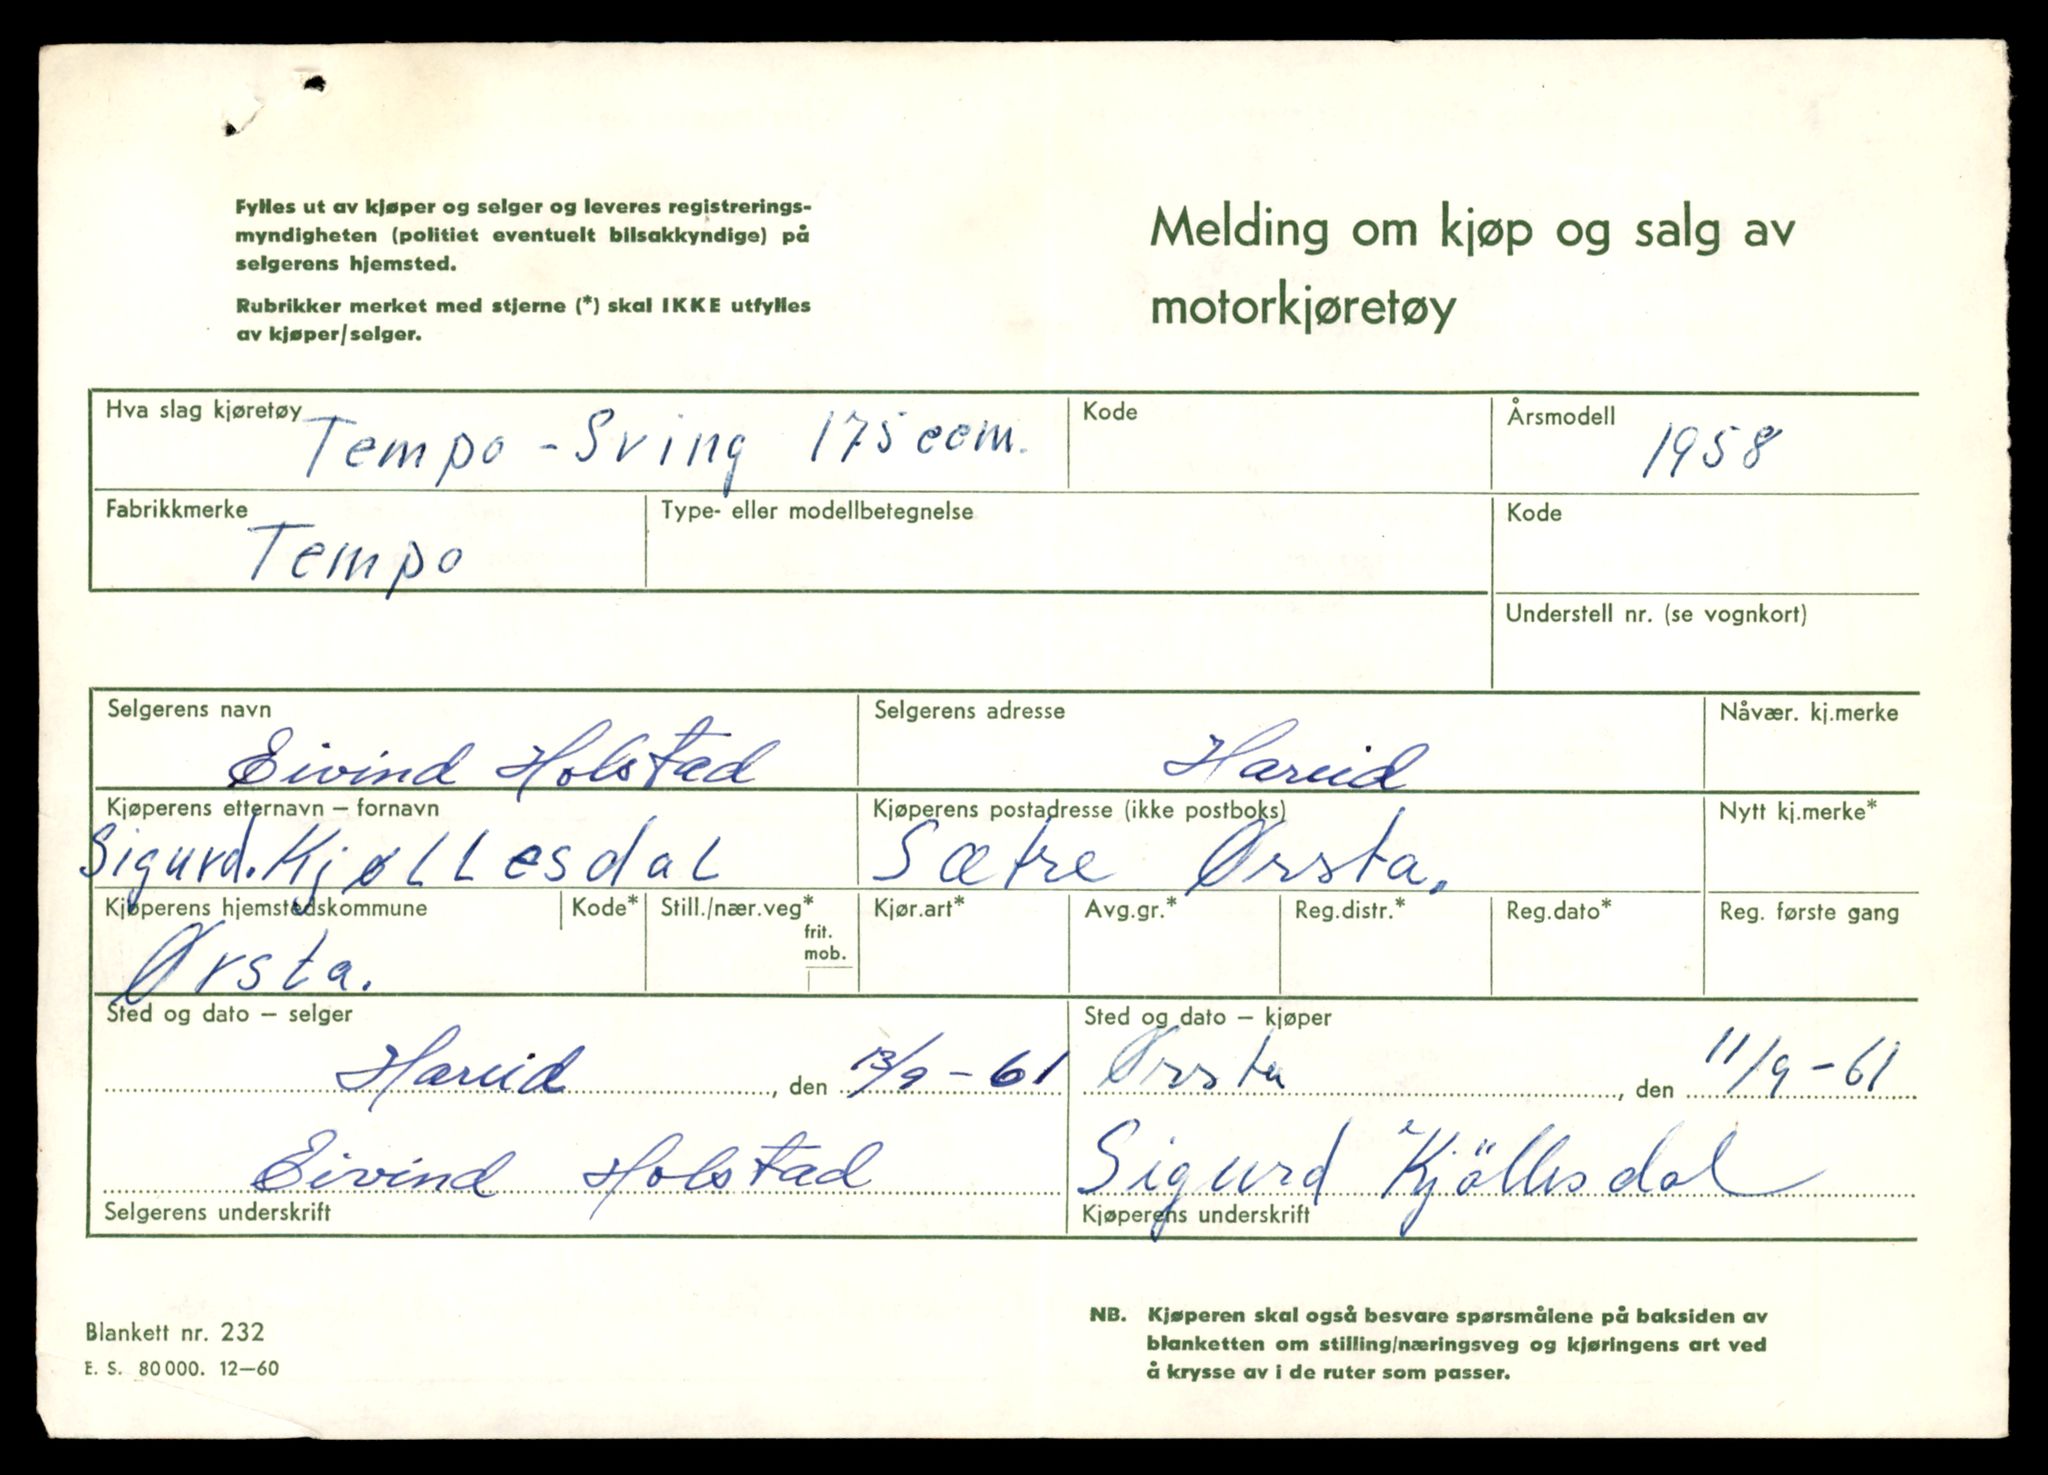 Fylles ut av kjøper og selger og leveres registrerings-
myndigheten (politiet eventuelt bilsakkyndige) på
selgerens hjemsted.
Rubrikker merket med stjerne (*) skal IKKE utfylles
av kjøper/selger.
Melding om kjøp og salg av
motorkjøretøy
Hva slag kjøretøy
Tempo - Sving 175 ccm.
Kode
Årsmodell
1958
Fabrikkmerke
Tempo
Type- eller modellbetegnelse
Kode
Understell nr. (se vognkort)
Selgerens navn
Eivind Holstad
Selgerens adresse
Hareid
Nåvær. kj.merke
Kjøperens etternavn – fornavn
Sigurd. Kjøllesdal
Kjøperens postadresse (ikke postboks)
Sætre Ørsta.
Nytt kj.merke*
Kjøperens hjemstedskommune
Ørsta.
Kode*
Still./nær.veg*
frit.
mob.
Kjør.art*
Avg.gr.*
Reg.distr.*
Reg.dato*
Reg. første gang
Sted og dato – selger
Hareid, den 13/9 - 61
Sted og dato – kjøper
Ørsta, den 11/9 - 61
Eivind Holstad
Selgerens underskrift
Sigurd Kjöllesdal
Kjøperens underskrift
Blankett nr. 232
E. S. 80 000. 12–60
NB. Kjøperen skal også besvare spørsmålene på baksiden av
blanketten om stilling/næringsveg og kjøringens art ved
å krysse av i de ruter som passer.